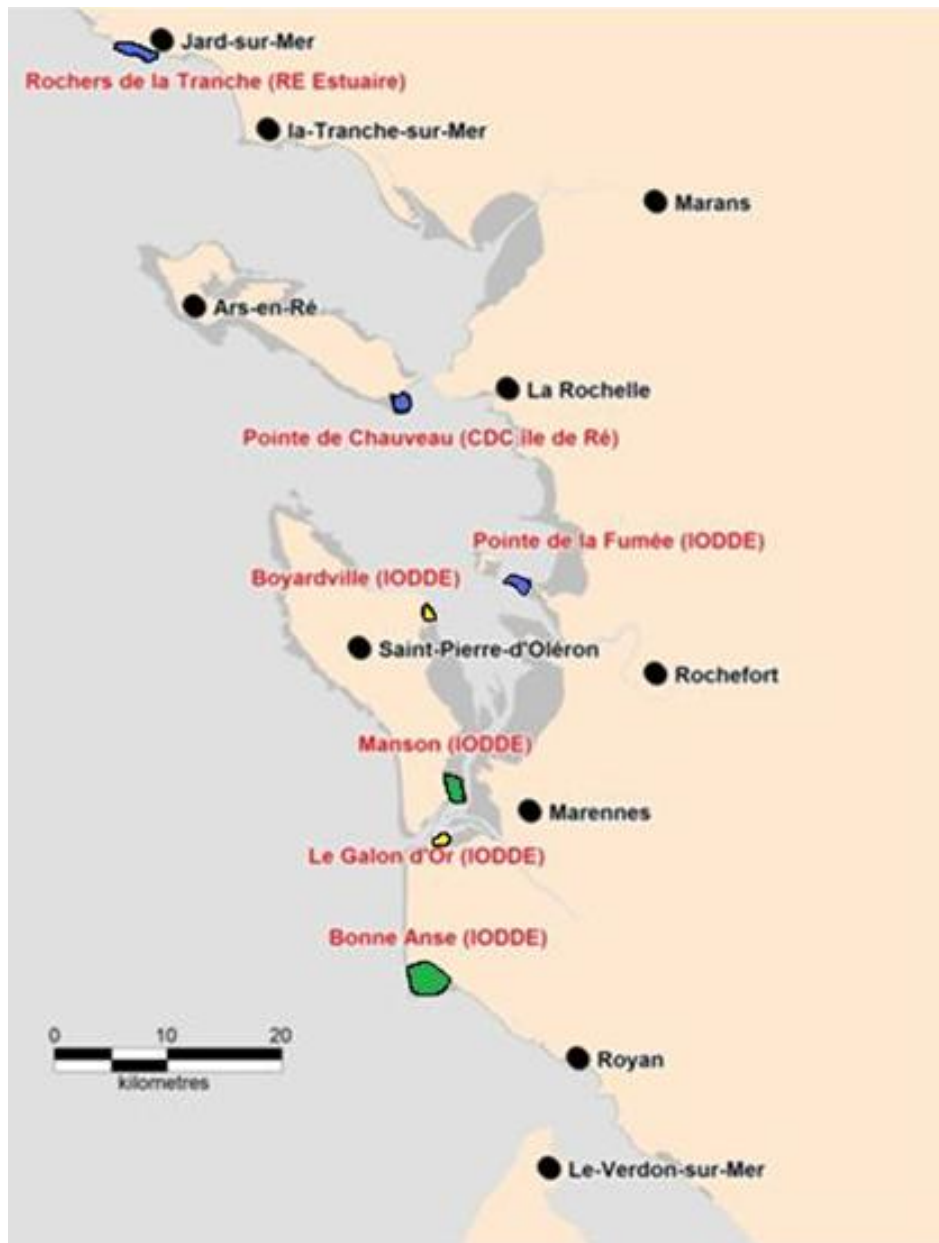 Jard-sur-Mer
Rochers de la Tranche (RE Estuaire)
la-Tranche-sur-Mer
Marans
Ars-en-Ré
La Rochelle
Pointe de Chauveau (CDC île de Ré)
Pointe de la Fumée (IODDE)
Boyardville (IODDE)
Saint-Pierre-d'Oléron
Rochefort
Manson (IODDE)
Marennes
Le Galon d'Or (IODDE)
Bonne Anse (IODDE)
0 10 20
kilometres
Royan
Le-Verdon-sur-Mer